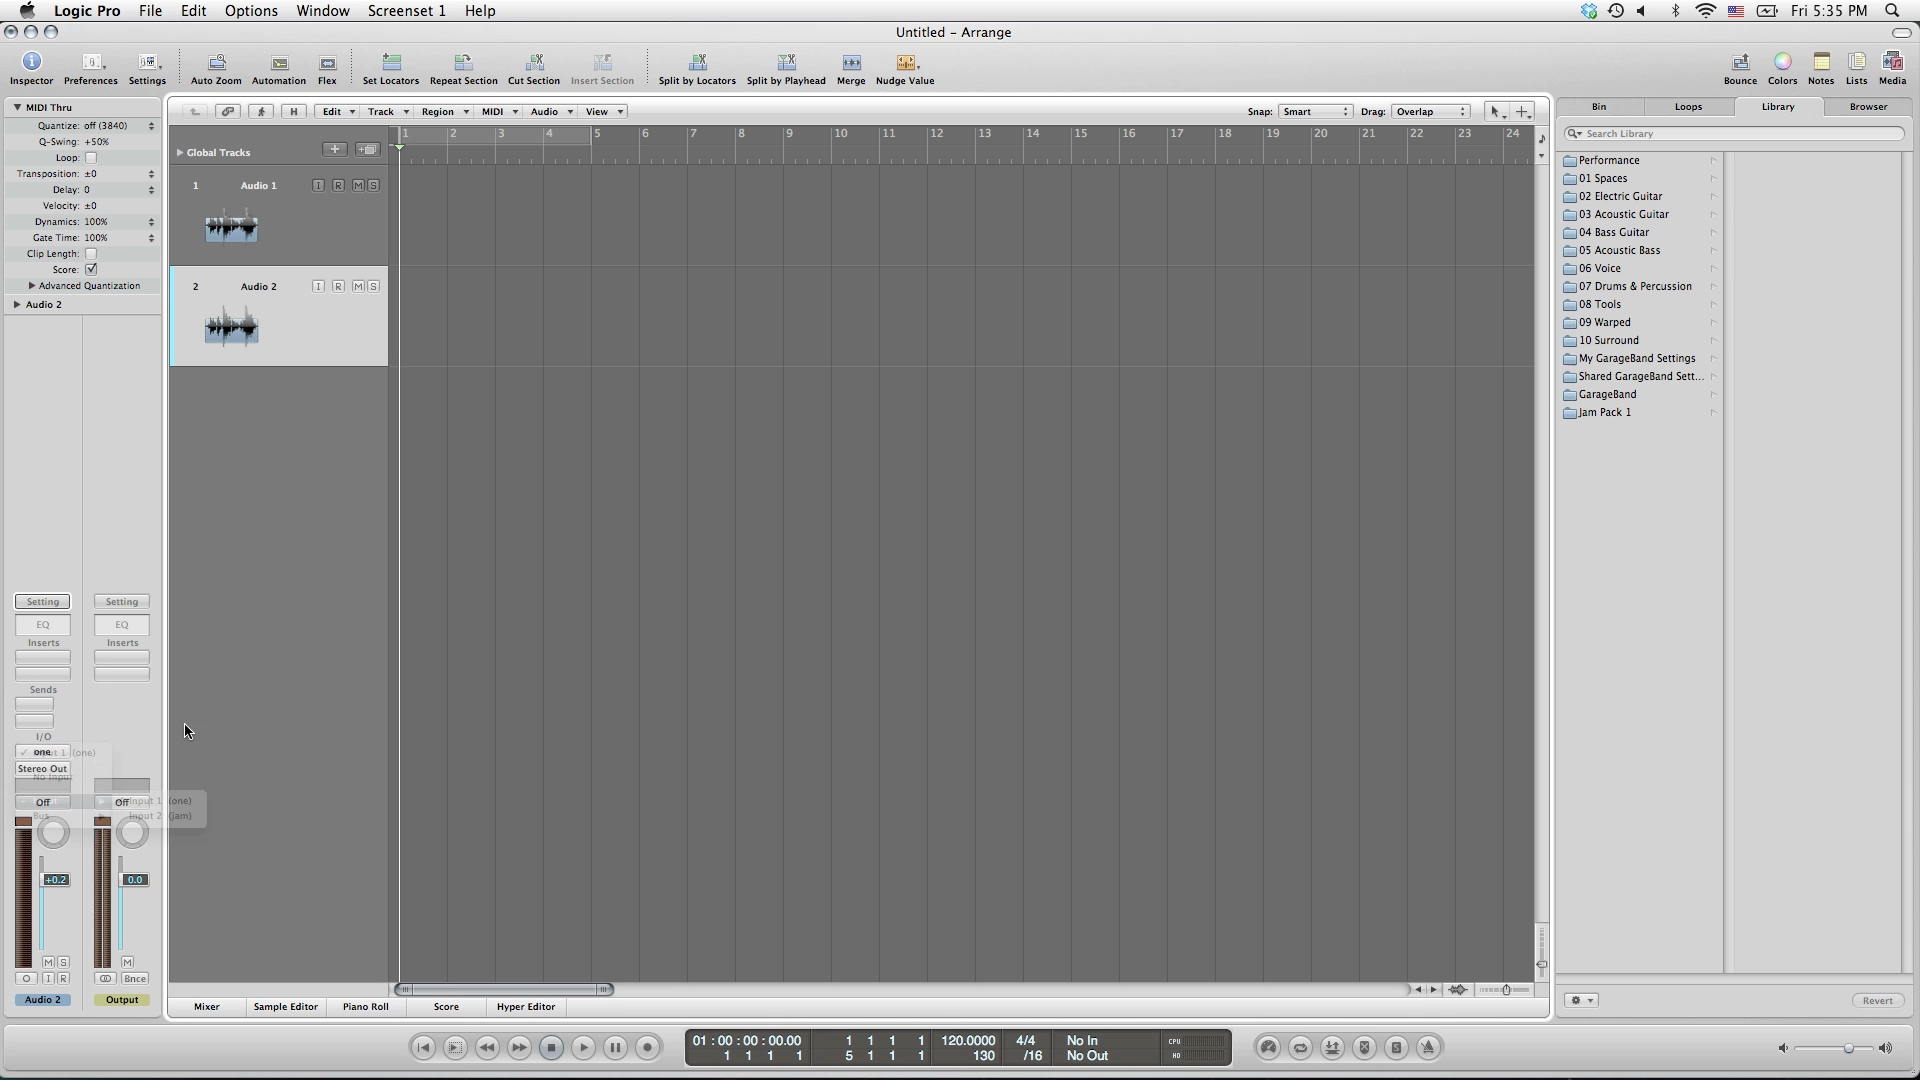 Logic Pro File Edit Options Window Screenset 1 Help Fri 5:35 PM
Untitled – Arrange
Inspector Preferences Settings Auto Zoom Automation Flex Set Locators Repeat Section Cut Section Insert Section Split by Locators Split by Playhead Merge Nudge Value Bounce Colors Notes Lists Media
MIDI Thru
Quantize: off (3840)
Q-Swing: +50%
Loop:
Transposition: ±0
Delay: 0
Velocity: ±0
Dynamics: 100%
Gate Time: 100%
Clip Length:
Score:
Advanced Quantization
Audio 2
Setting Setting
EQ EQ
Inserts Inserts
Sends
I/O
one
Input 1 (one)
Stereo Out
No Input
Off Off
Bus
Input 1 (one)
Input 2 (jam)
+0.2 0.0
M S M
I R Bnce
Audio 2 Output
H Edit Track Region MIDI Audio View Snap: Smart Drag: Overlap
Global Tracks
1 2 3 4 5 6 7 8 9 10 11 12 13 14 15 16 17 18 19 20 21 22 23 24
1 Audio 1 I R M S
2 Audio 2 I R M S
Mixer Sample Editor Piano Roll Score Hyper Editor
Bin Loops Library Browser
Search Library
Performance
01 Spaces
02 Electric Guitar
03 Acoustic Guitar
04 Bass Guitar
05 Acoustic Bass
06 Voice
07 Drums & Percussion
08 Tools
09 Warped
10 Surround
My GarageBand Settings
Shared GarageBand Sett...
GarageBand
Jam Pack 1
Revert
01 : 00 : 00 : 00.00 1 1 1 1 120.0000 4/4 No In CPU
1 1 1 1 5 1 1 1 130 /16 No Out HD